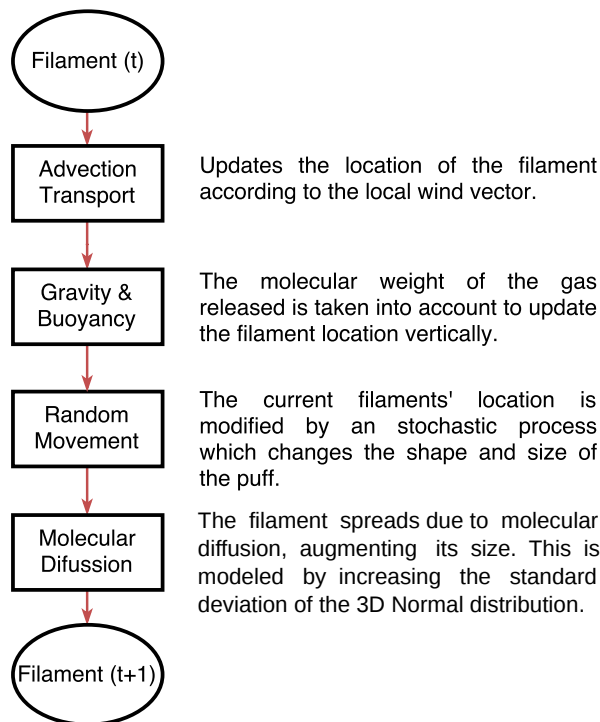 Filament (t)
Advection
Transport
Updates the location of the filament
according to the local wind vector.
Gravity &
Buoyancy
The molecular weight of the gas
released is taken into account to update
the filament location vertically.
Random
Movement
The current filaments' location is
modified by an stochastic process
which changes the shape and size of
the puff.
Molecular
Difussion
The filament spreads due to molecular
diffusion, augmenting its size. This is
modeled by increasing the standard
deviation of the 3D Normal distribution.
Filament (t+1)